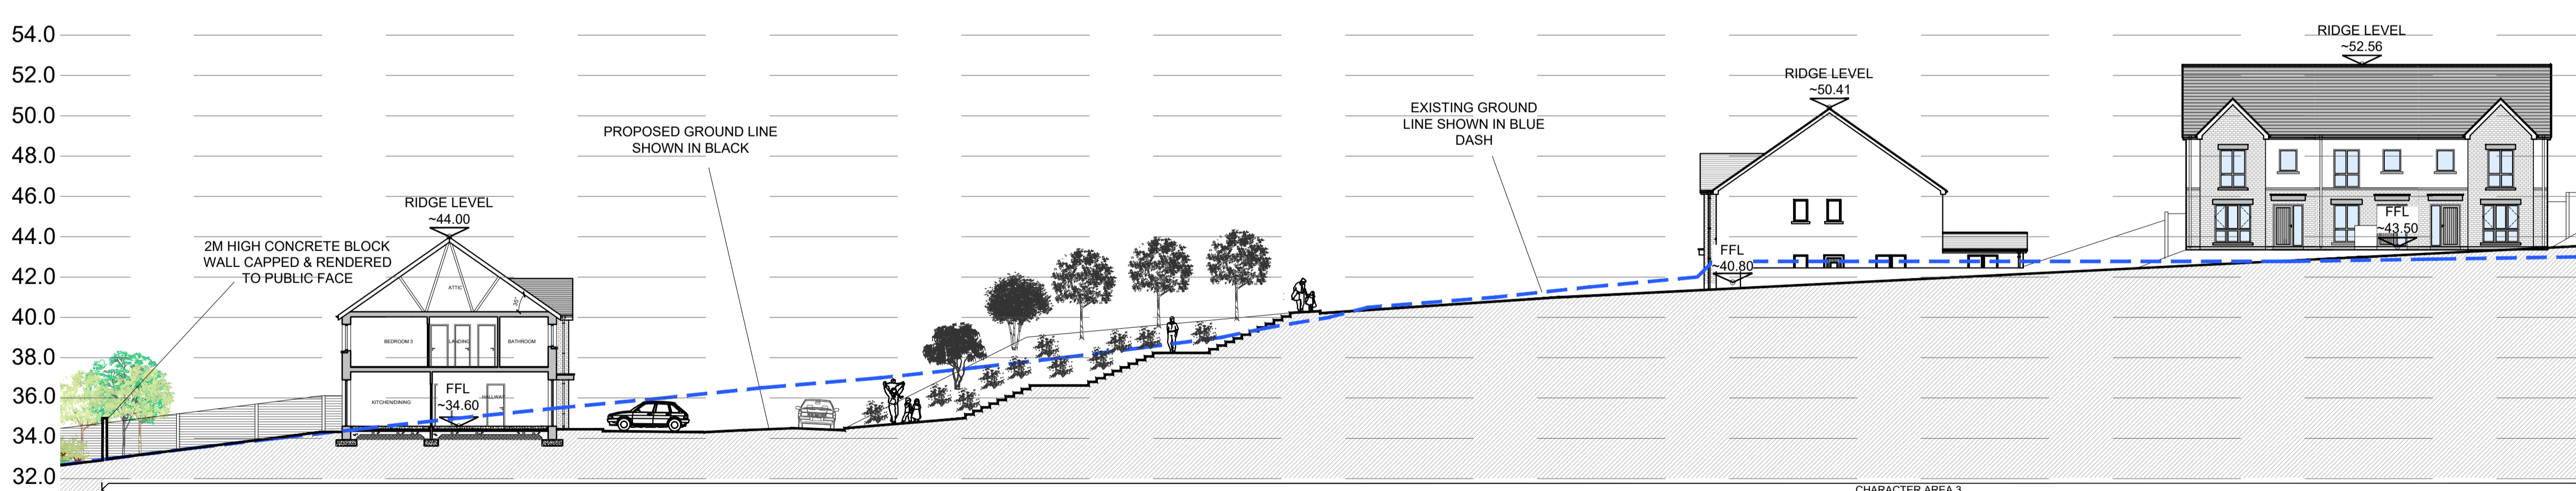 54.0
52.0
50.0
48.0
46.0
44.0
42.0
40.0
38.0
36.0
34.0
32.0
2M HIGH CONCRETE BLOCK
WALL CAPPED & RENDERED
TO PUBLIC FACE
RIDGE LEVEL
~44.00
ATTIC
35°
BEDROOM 3
LANDING
BATHROOM
KITCHEN/DINING
FFL
~34.60
HALLWAY
PROPOSED GROUND LINE
SHOWN IN BLACK
EXISTING GROUND
LINE SHOWN IN BLUE
DASH
RIDGE LEVEL
~50.41
FFL
~40.80
RIDGE LEVEL
~52.56
FFL
~43.50
CHARACTER AREA 3